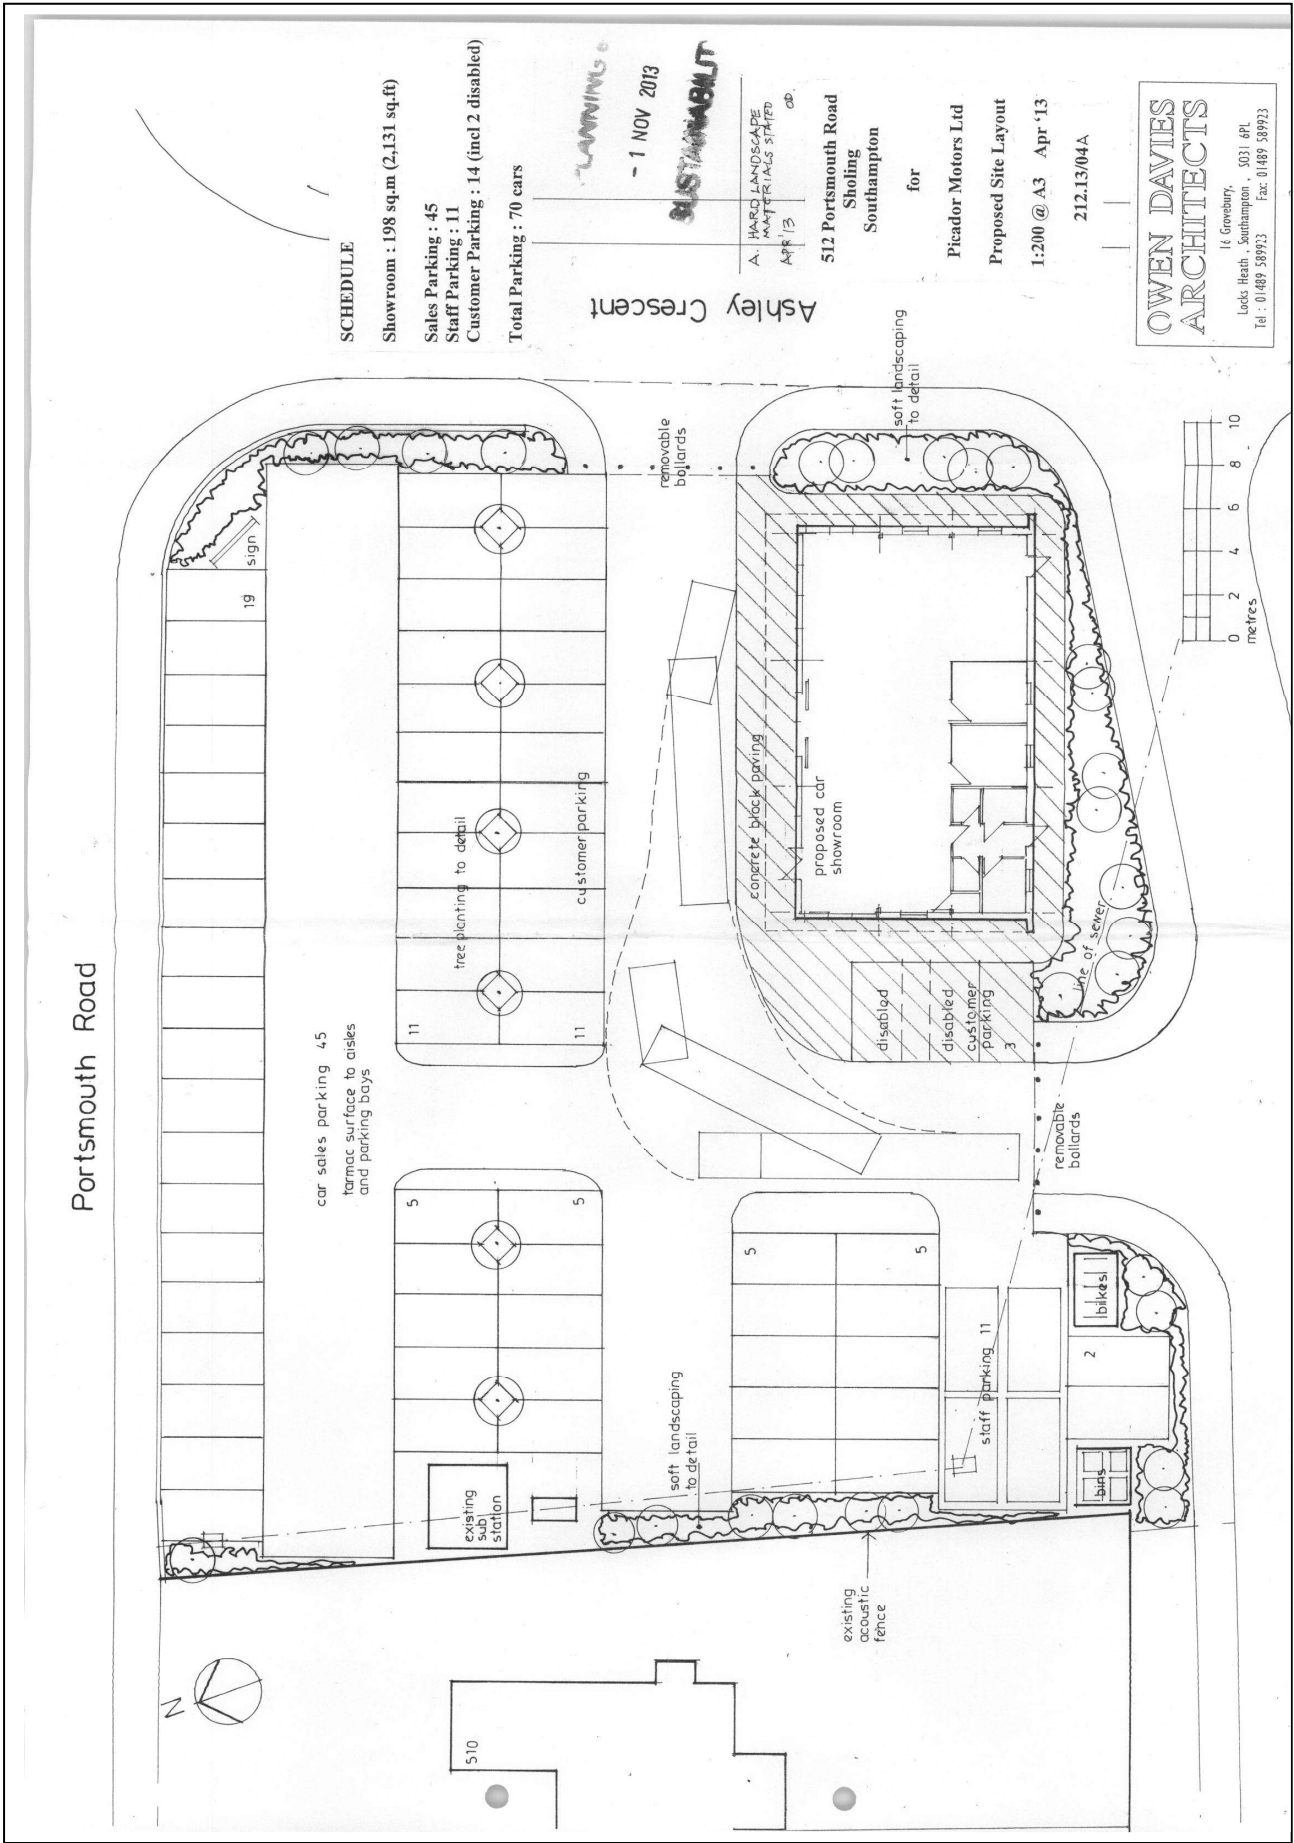 Portsmouth Road
SCHEDULE
Showroom : 198 sq.m (2,131 sq.ft)
Sales Parking : 45
Staff Parking : 11
Customer Parking : 14 (incl 2 disabled)
Total Parking : 70 cars
LANNING
- 1 NOV 2013
SUSTAINABILIT
A. HARD LANDSCAPE
MATERIALS STATED
APR '13 OD.
512 Portsmouth Road
Sholing
Southampton
for
Picador Motors Ltd
Proposed Site Layout
1:200 @ A3 Apr '13
212.13/04A
OWEN DAVIES
ARCHITECTS
16 Grovebury,
Locks Heath , Southampton , SO31 6PL
Tel : 01489 589923 Fax: 01489 589923
Ashley Crescent
sign
19
car sales parking 45
tarmac surface to aisles
and parking bays
11
tree planting to detail
customer parking
11
removable
bollards
soft landscaping
to detail
concrete block paving
proposed car
showroom
disabled
disabled
customer
parking
3
line of sewer
removable
bollards
0 2 4 6 8 10
metres
5
5
5
5
existing
sub
station
soft landscaping
to detail
staff parking 11
bikes
2
bins
existing
acoustic
fence
N
510